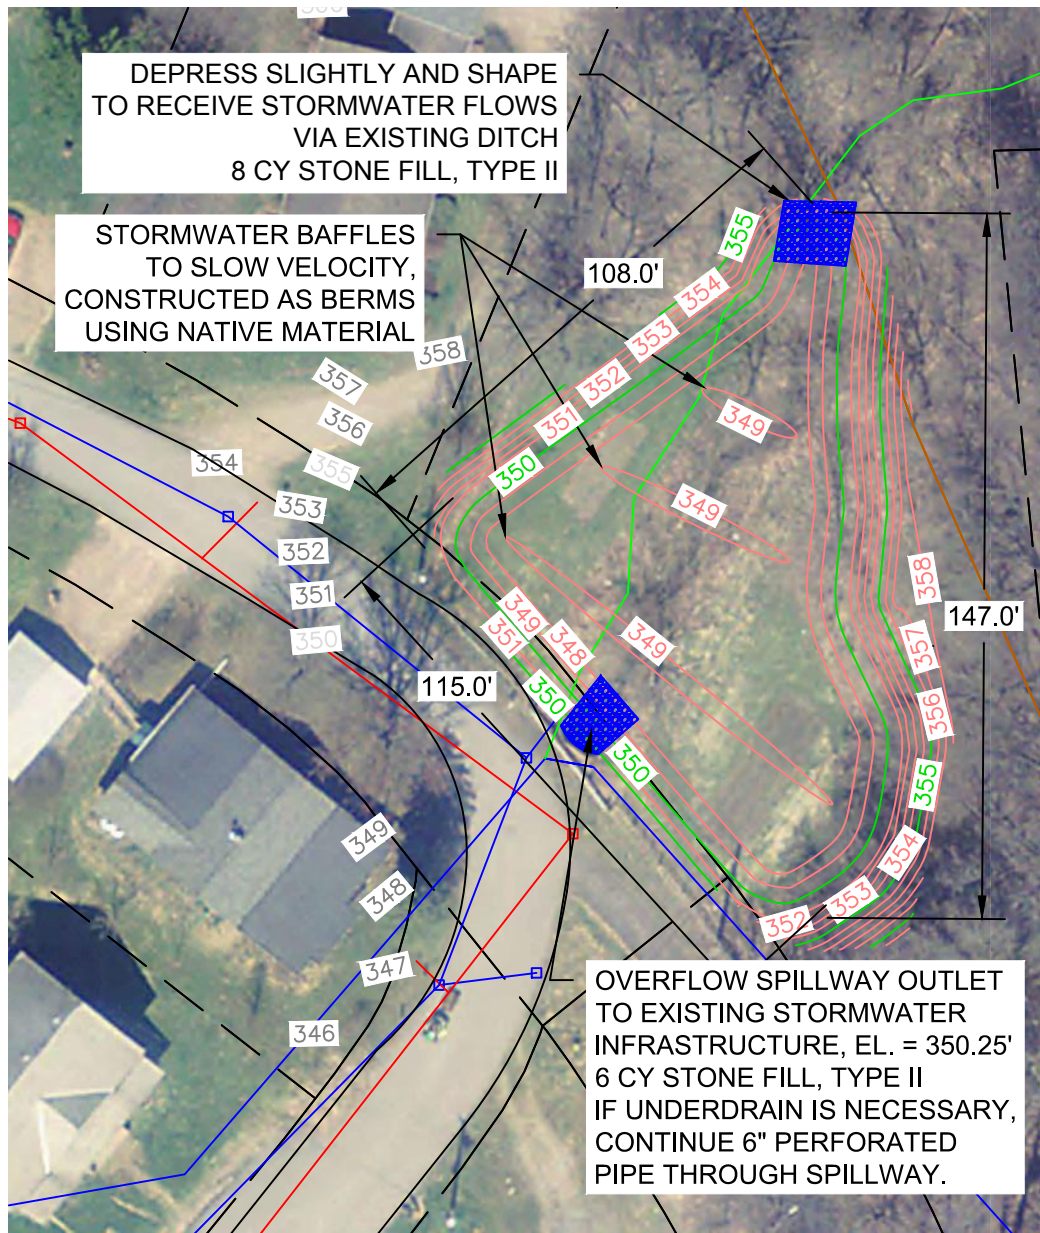 DEPRESS SLIGHTLY AND SHAPE
TO RECEIVE STORMWATER FLOWS
VIA EXISTING DITCH
8 CY STONE FILL, TYPE II
STORMWATER BAFFLES
TO SLOW VELOCITY,
CONSTRUCTED AS BERMS
USING NATIVE MATERIAL
355
108.0'
354
353
352
351
350
358
357
356
355
354
353
352
351
350
349
349
349
349
351
348
350
350
115.0'
358
147.0'
357
356
355
354
353
352
349
348
347
346
OVERFLOW SPILLWAY OUTLET
TO EXISTING STORMWATER
INFRASTRUCTURE, EL. = 350.25'
6 CY STONE FILL, TYPE II
IF UNDERDRAIN IS NECESSARY,
CONTINUE 6" PERFORATED
PIPE THROUGH SPILLWAY.